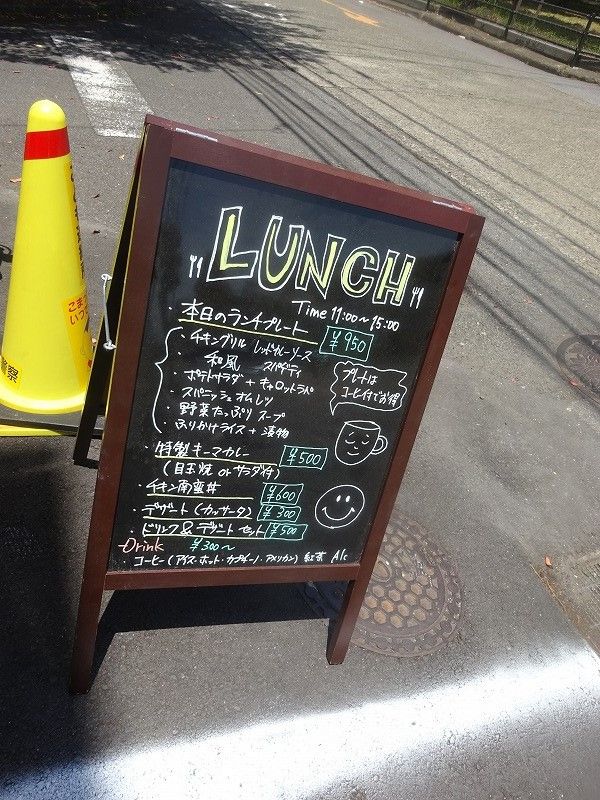 LUNCH
Time 11:00~15:00
・本日のランチプレート ¥950
・チキングリル レッドカレーソース
・和風 スパゲティ
・ポテトサラダ + キャロットラペ
・スパニッシュ オムレツ
・野菜たっぷり スープ
・ふりかけライス + 漬物
プレートは
コーヒー付でお得
・特製キーマカレー ¥500
(目玉焼 or サラダ付)
・チキン南蛮丼 ¥600
・デザート (カッサータ) ¥300
・ドリンク & デザート セット ¥500
Drink ¥300~
・コーヒー (アイス・ホット・カプチーノ・アメリカン) 紅茶 Alc